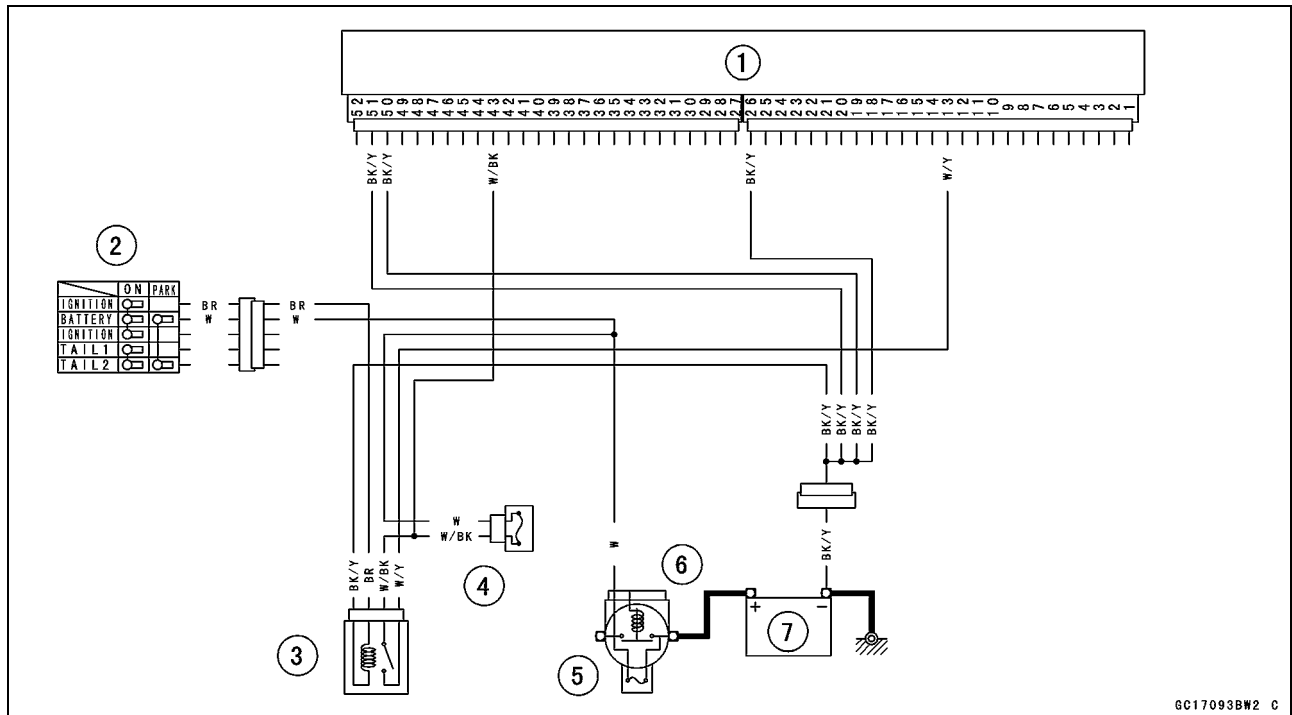 1
52 51 50 49 48 47 46 45 44 43 42 41 40 39 38 37 36 35 34 33 32 31 30 29 28 27 26 25 24 23 22 21 20 19 18 17 16 15 14 13 12 11 10 9 8 7 6 5 4 3 2 1
BK/Y BK/Y W/BK BK/Y W/Y
2
ON PARK
IGNITION
BATTERY
IGNITION
TAIL1
TAIL2
BR BR
W W
BK/Y BK/Y BK/Y BK/Y
W
W/BK
W
BK/Y
4
6
BK/Y BR W/BK W/Y
3
5
+ −
7
GC17093BW2 C